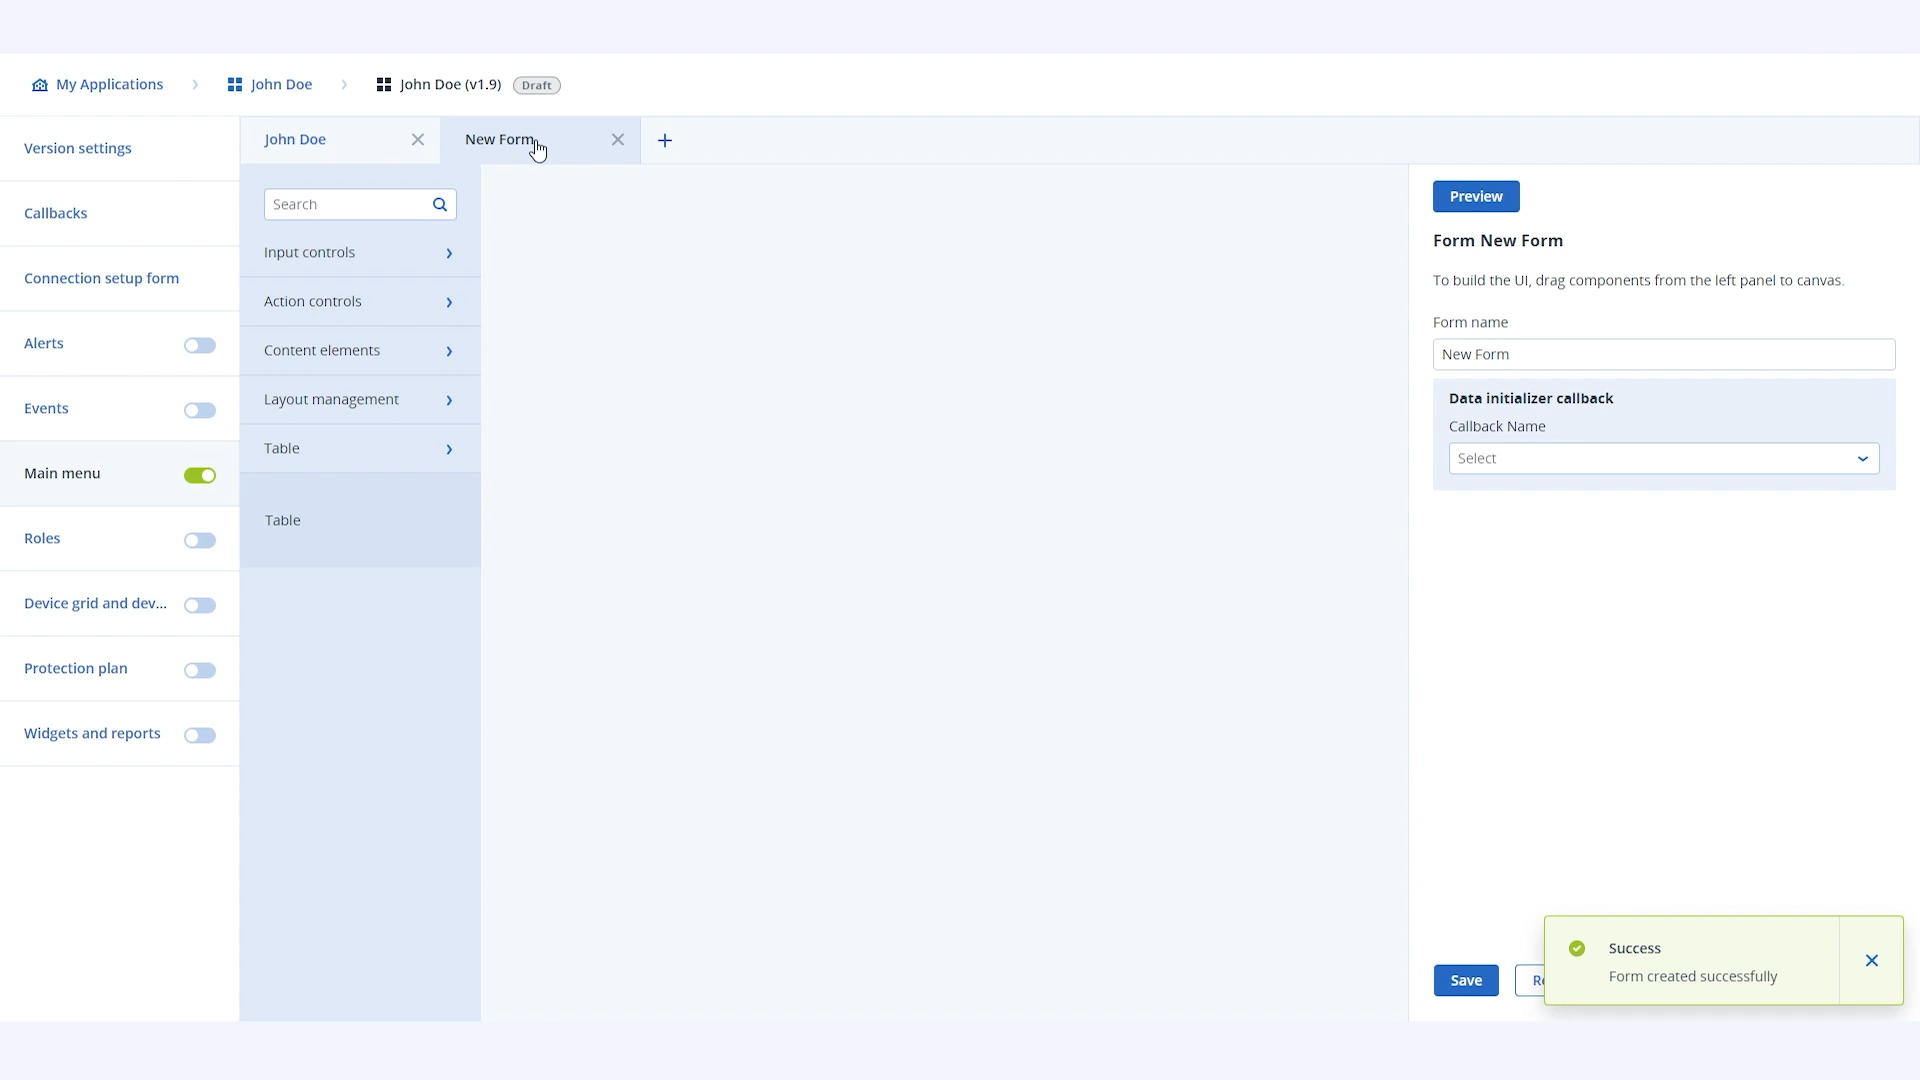 My Applications
John Doe
John Doe (v1.9)
Draft
Version settings
Callbacks
Connection setup form
Alerts
Events
Main menu
Roles
Device grid and dev...
Protection plan
Widgets and reports
John Doe
New Form
Search
Input controls
Action controls
Content elements
Layout management
Table
Table
Preview
Form New Form
To build the UI, drag components from the left panel to canvas.
Form name
New Form
Data initializer callback
Callback Name
Select
Save
Success
Form created successfully